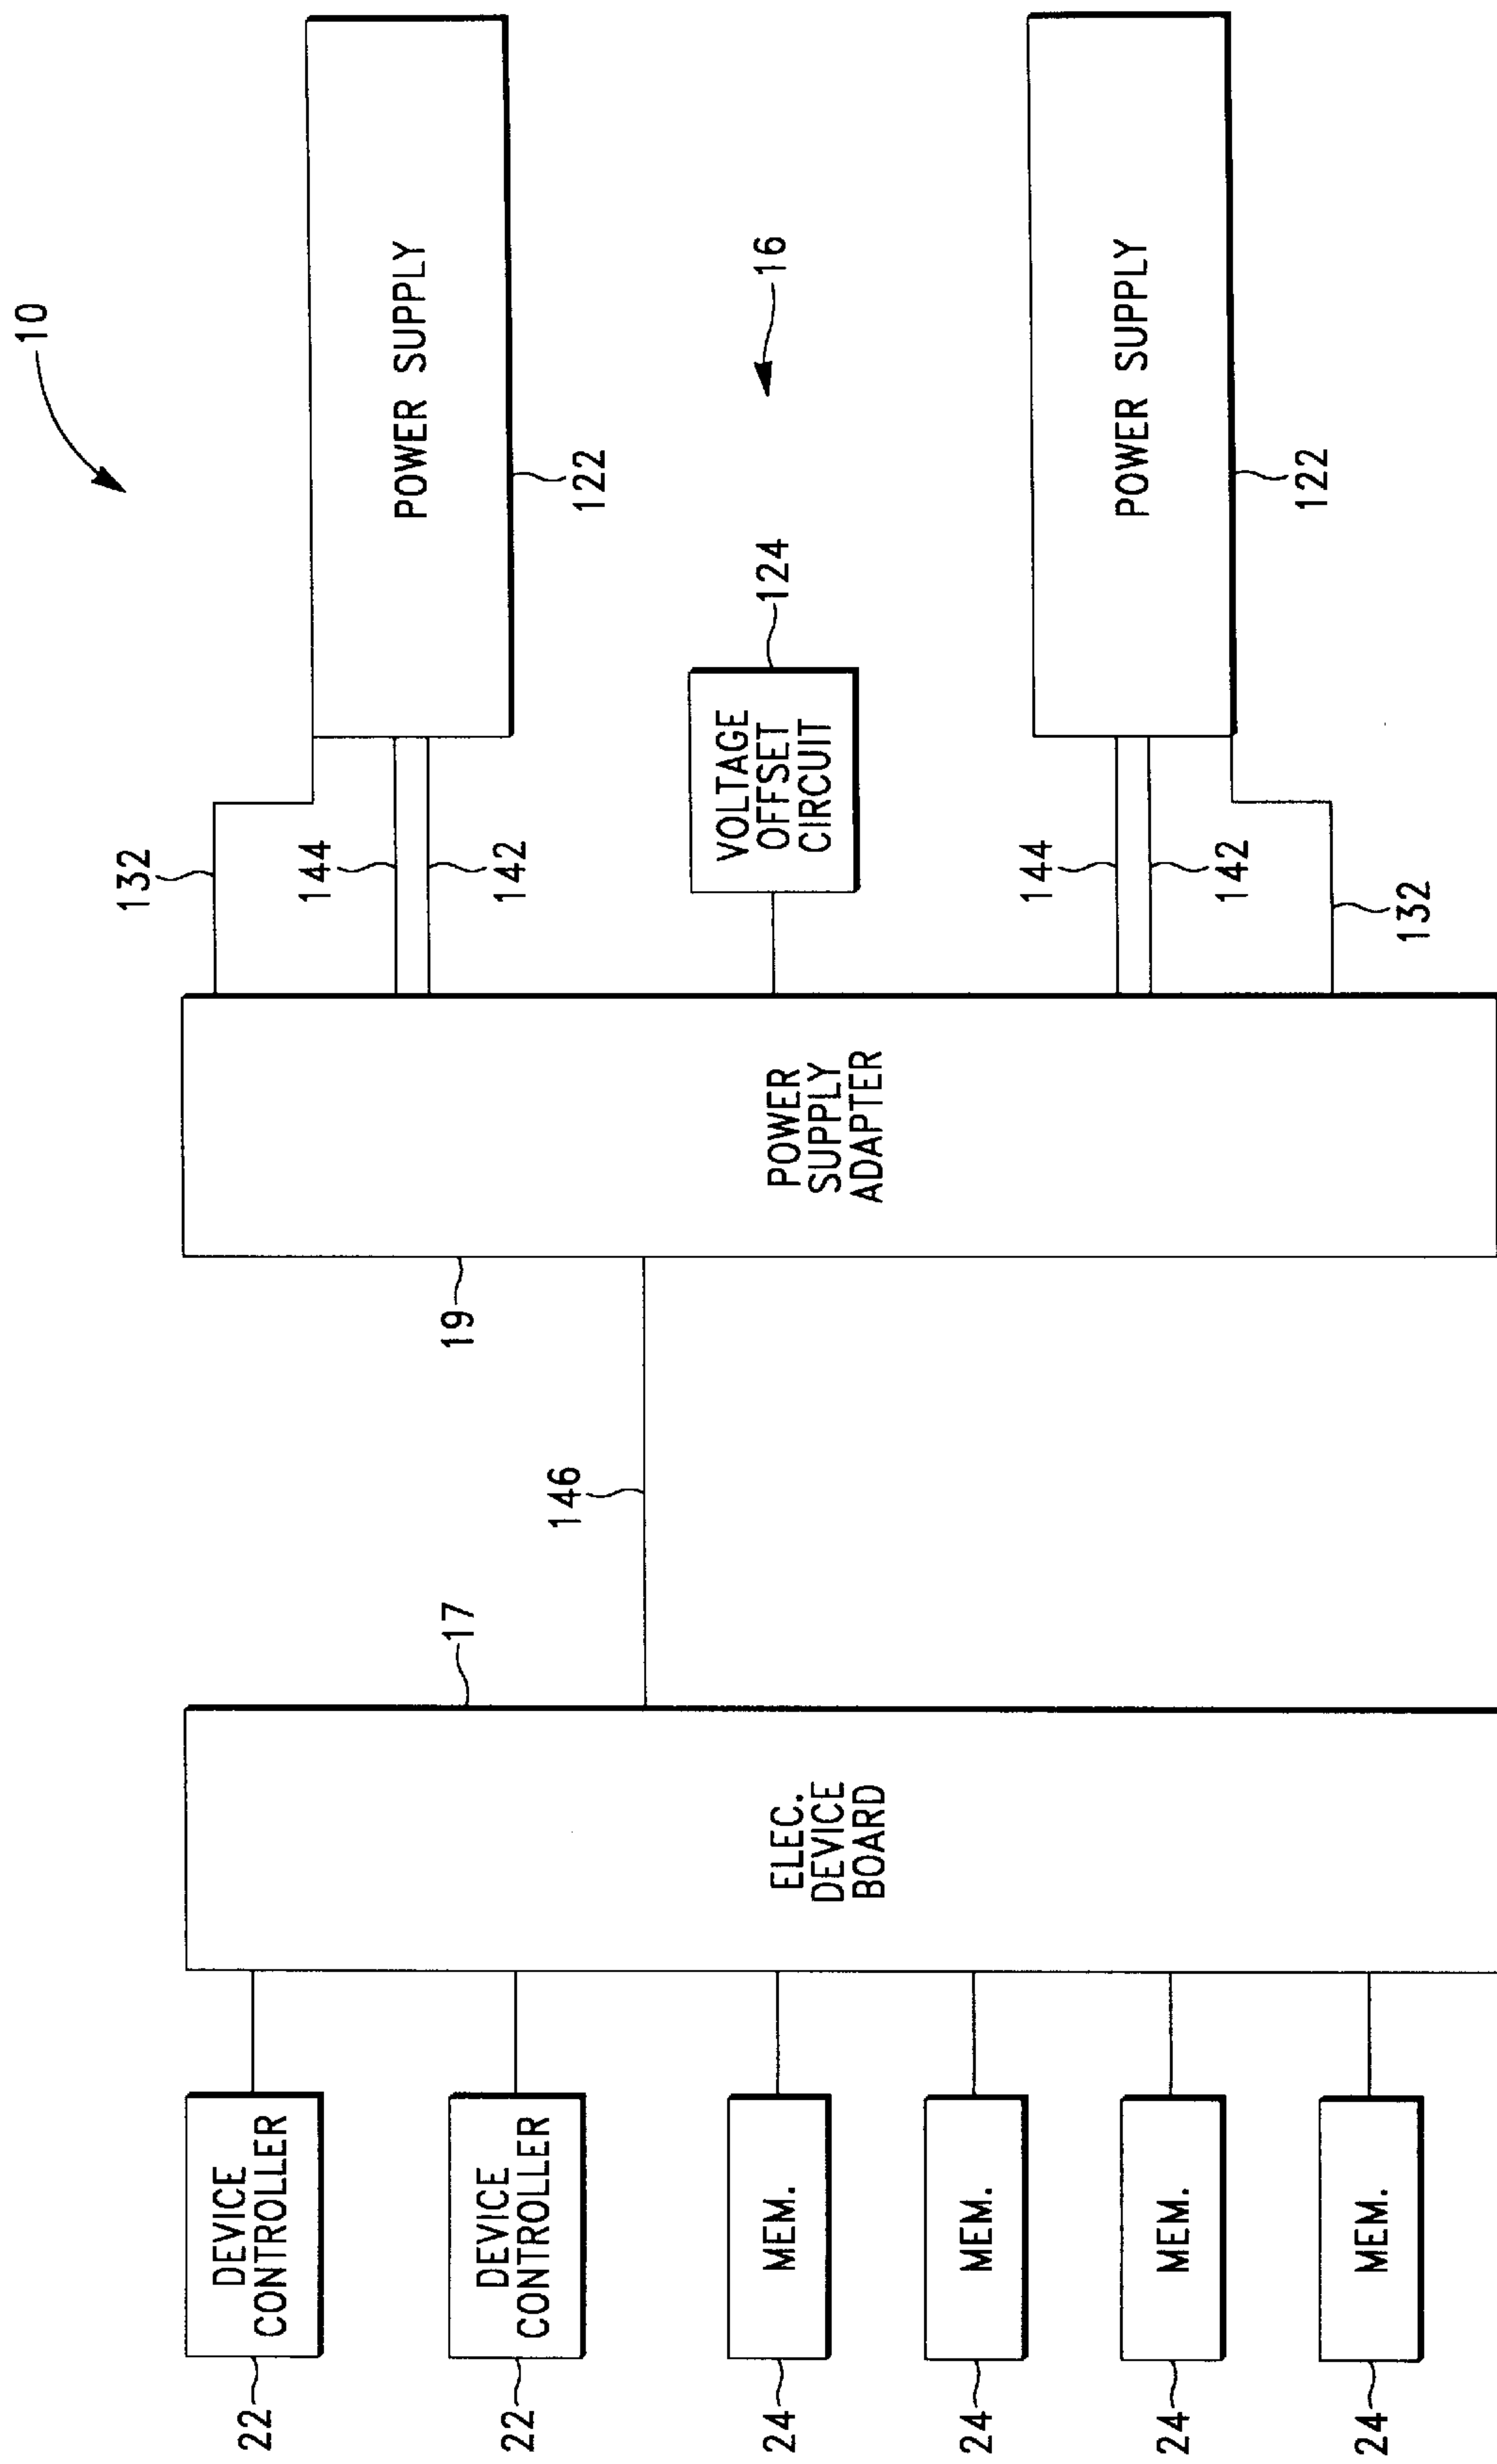 10
POWER SUPPLY
122
16
POWER SUPPLY
122
124
VOLTAGE
OFFSET
CIRCUIT
132
144
142
144
142
132
POWER
SUPPLY
ADAPTER
19
146
17
ELEC.
DEVICE
BOARD
DEVICE
CONTROLLER
22
DEVICE
CONTROLLER
22
MEM.
24
MEM.
24
MEM.
24
MEM.
24